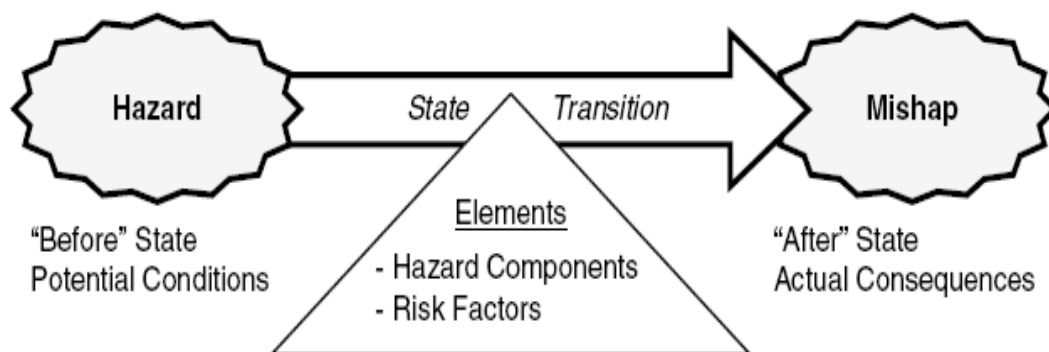 Hazard
State Transition
Mishap
Elements
- Hazard Components
- Risk Factors
“Before” State
Potential Conditions
“After” State
Actual Consequences